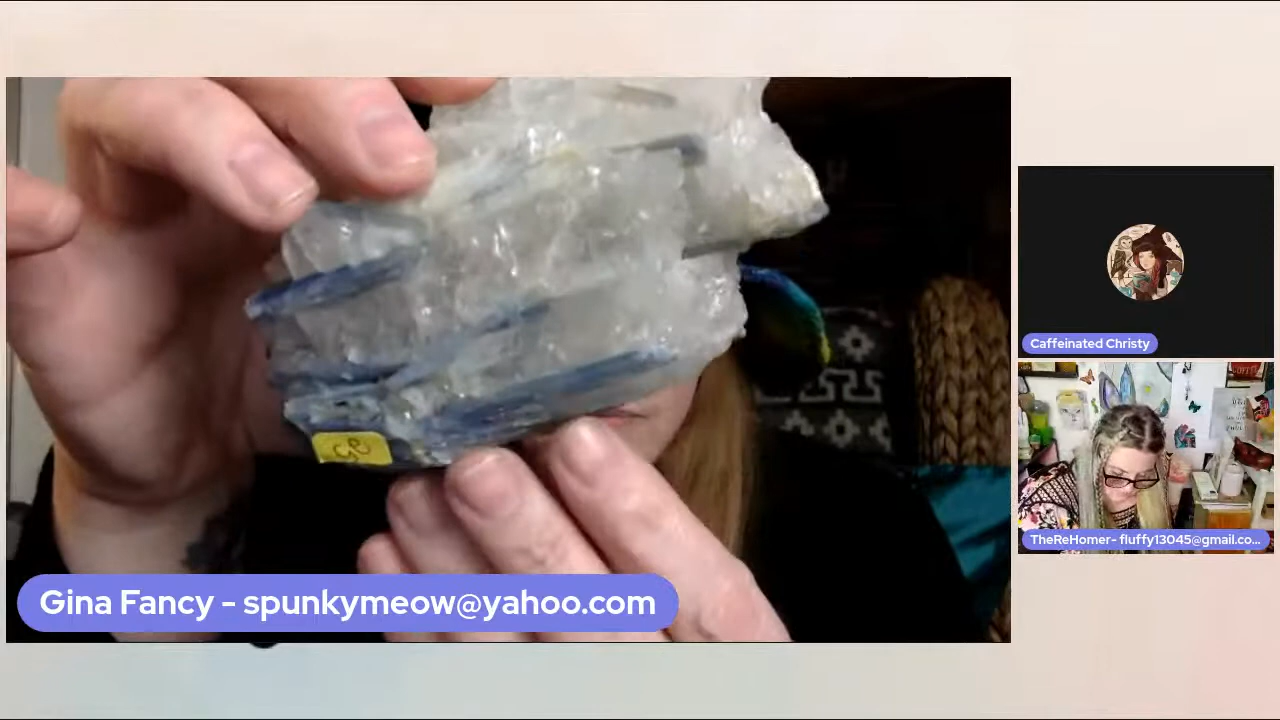 Gina Fancy - spunkymeow@yahoo.com
Caffeinated Christy
TheReHomer- fluffy13045@gmail.co...